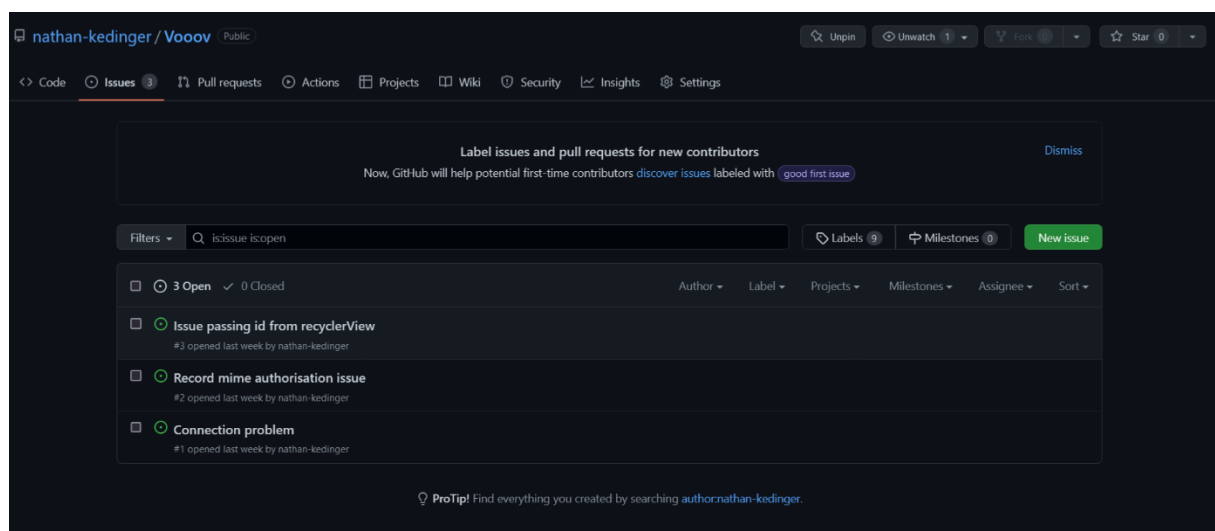 nathan-kedinger / Vooov Public Unpin Unwatch 1 Fork 0 Star 0
Code Issues 3 Pull requests Actions Projects Wiki Security Insights Settings
Label issues and pull requests for new contributors Dismiss
Now, GitHub will help potential first-time contributors discover issues labeled with good first issue
Filters is:issue is:open Labels 9 Milestones 0 New issue
3 Open 0 Closed Author Label Projects Milestones Assignee Sort
Issue passing id from recyclerView
#3 opened last week by nathan-kedinger
Record mime authorisation issue
#2 opened last week by nathan-kedinger
Connection problem
#1 opened last week by nathan-kedinger
ProTip! Find everything you created by searching author:nathan-kedinger.